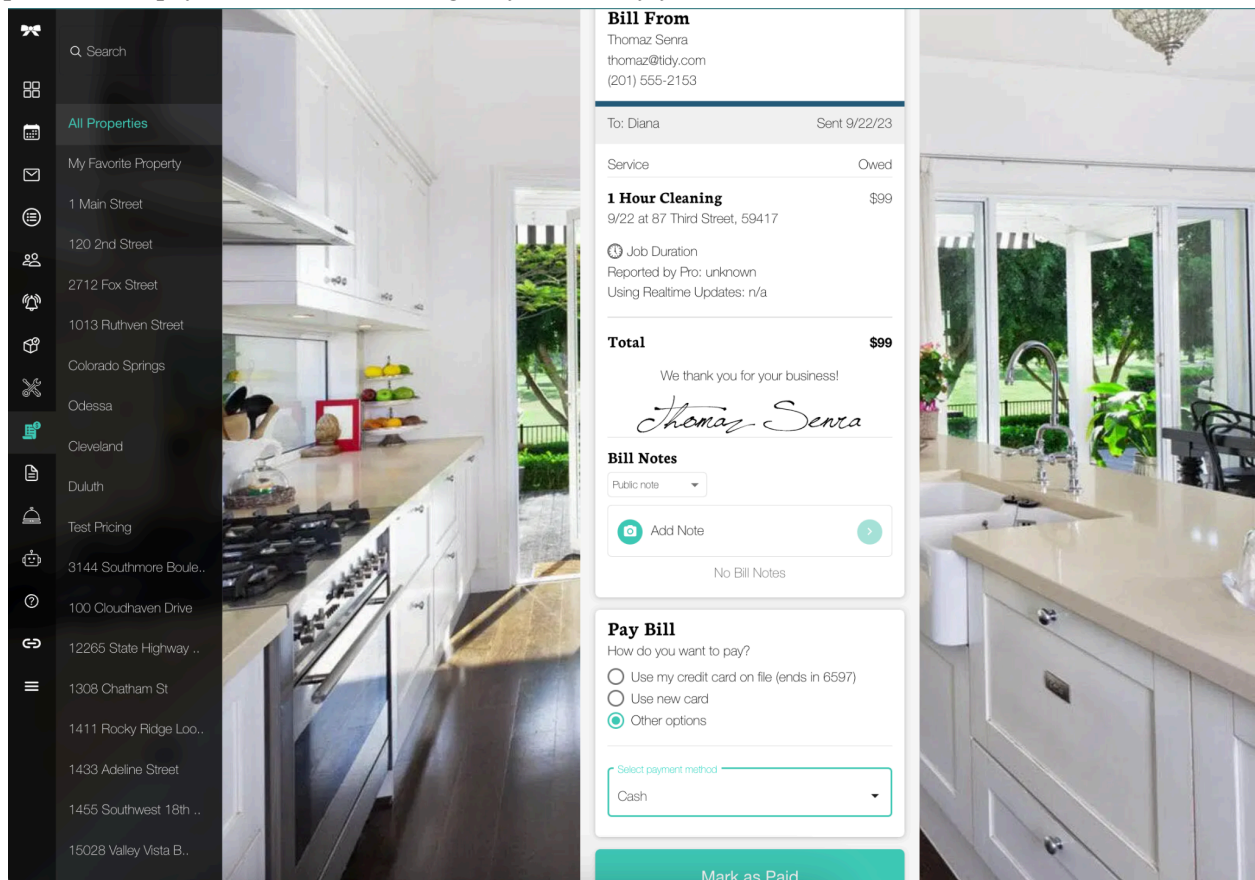 Search
All Properties
My Favorite Property
1 Main Street
120 2nd Street
2712 Fox Street
1013 Ruthven Street
Colorado Springs
Odessa
Cleveland
Duluth
Test Pricing
3144 Southmore Boule..
100 Cloudhaven Drive
12265 State Highway ..
1308 Chatham St
1411 Rocky Ridge Loo..
1433 Adeline Street
1455 Southwest 18th ..
15028 Valley Vista B..
Bill From
Thomaz Senra
thomaz@tidy.com
(201) 555-2153
To: Diana Sent 9/22/23
Service Owed
1 Hour Cleaning $99
9/22 at 87 Third Street, 59417
Job Duration
Reported by Pro: unknown
Using Realtime Updates: n/a
Total $99
We thank you for your business!
Thomaz Senra
Bill Notes
Public note
Add Note
No Bill Notes
Pay Bill
How do you want to pay?
Use my credit card on file (ends in 6597)
Use new card
Other options
Select payment method
Cash
Mark as Paid